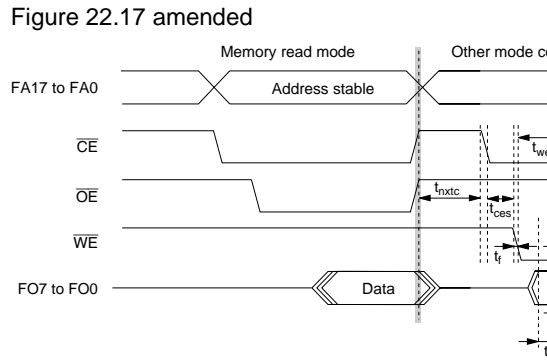 Figure 22.17 amended
Memory read mode
Other mode c
FA17 to FA0
Address stable
CE
OE
WE
FO7 to FO0
Data
tnxtc
tces
twe
tf
t